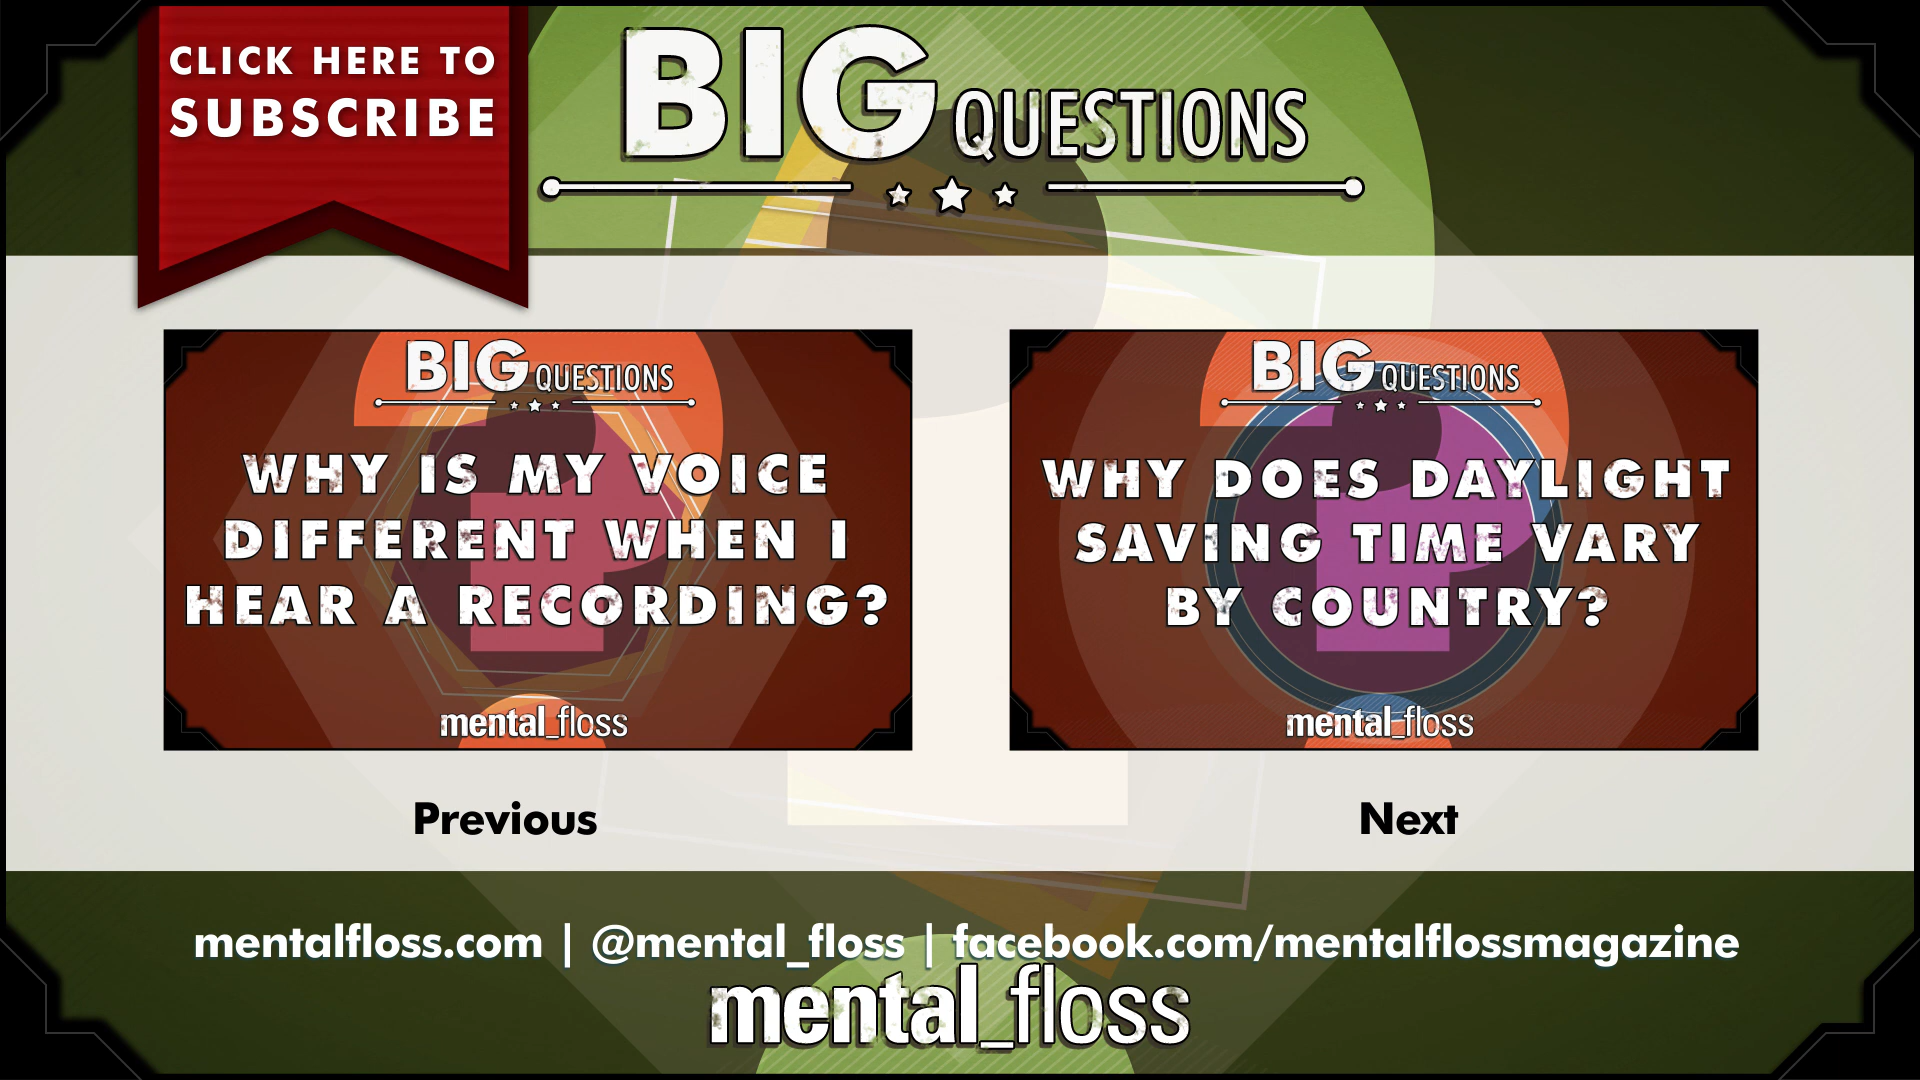 CLICK HERE TO
SUBSCRIBE
BIG QUESTIONS
BIG QUESTIONS
WHY IS MY VOICE
DIFFERENT WHEN I
HEAR A RECORDING?
mental_floss
Previous
BIG QUESTIONS
WHY DOES DAYLIGHT
SAVING TIME VARY
BY COUNTRY?
mental_floss
Next
mentalfloss.com | @mental_floss | facebook.com/mentalflossmagazine
mental_floss